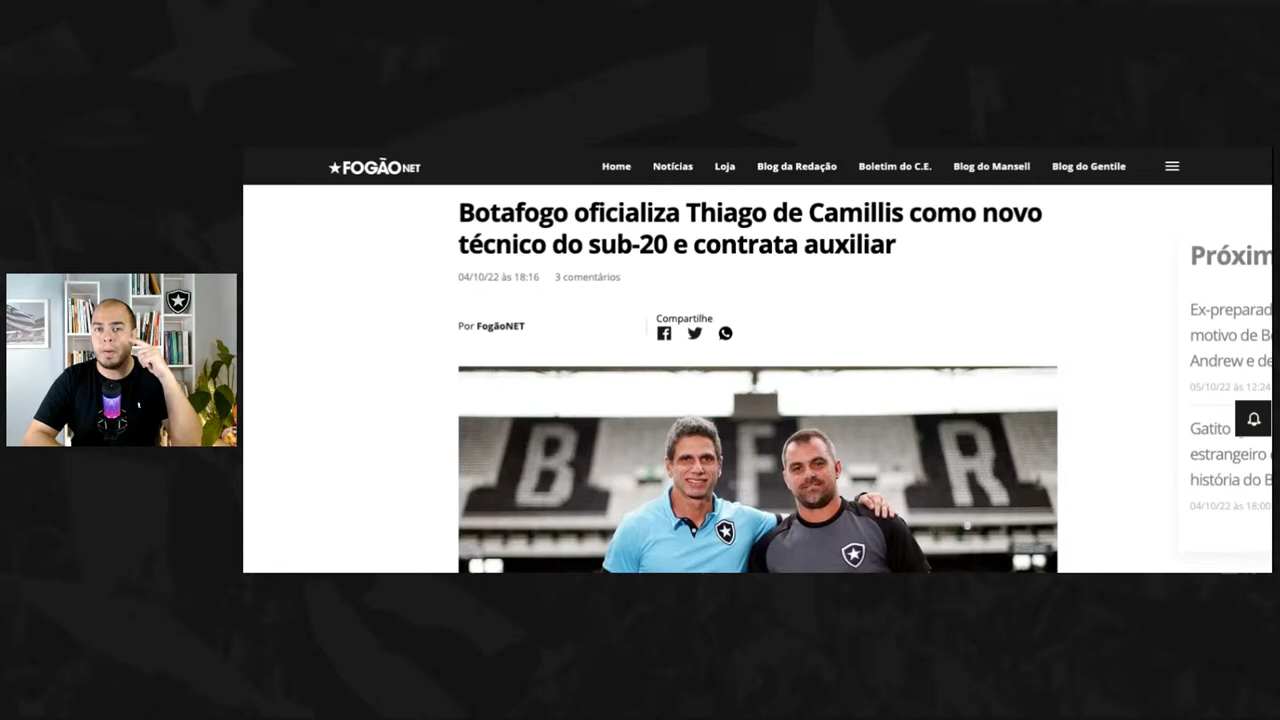 ★FOGÃONET
Home Notícias Loja Blog da Redação Boletim do C.E. Blog do Mansell Blog do Gentile
Botafogo oficializa Thiago de Camillis como novo
técnico do sub-20 e contrata auxiliar
04/10/22 às 18:16 3 comentários
Por FogãoNET
Compartilhe
B F R
Próxim
Ex-preparad
motivo de B
Andrew e de
05/10/22 às 12:24
Gatito
estrangeiro
história do B
04/10/22 às 18:00